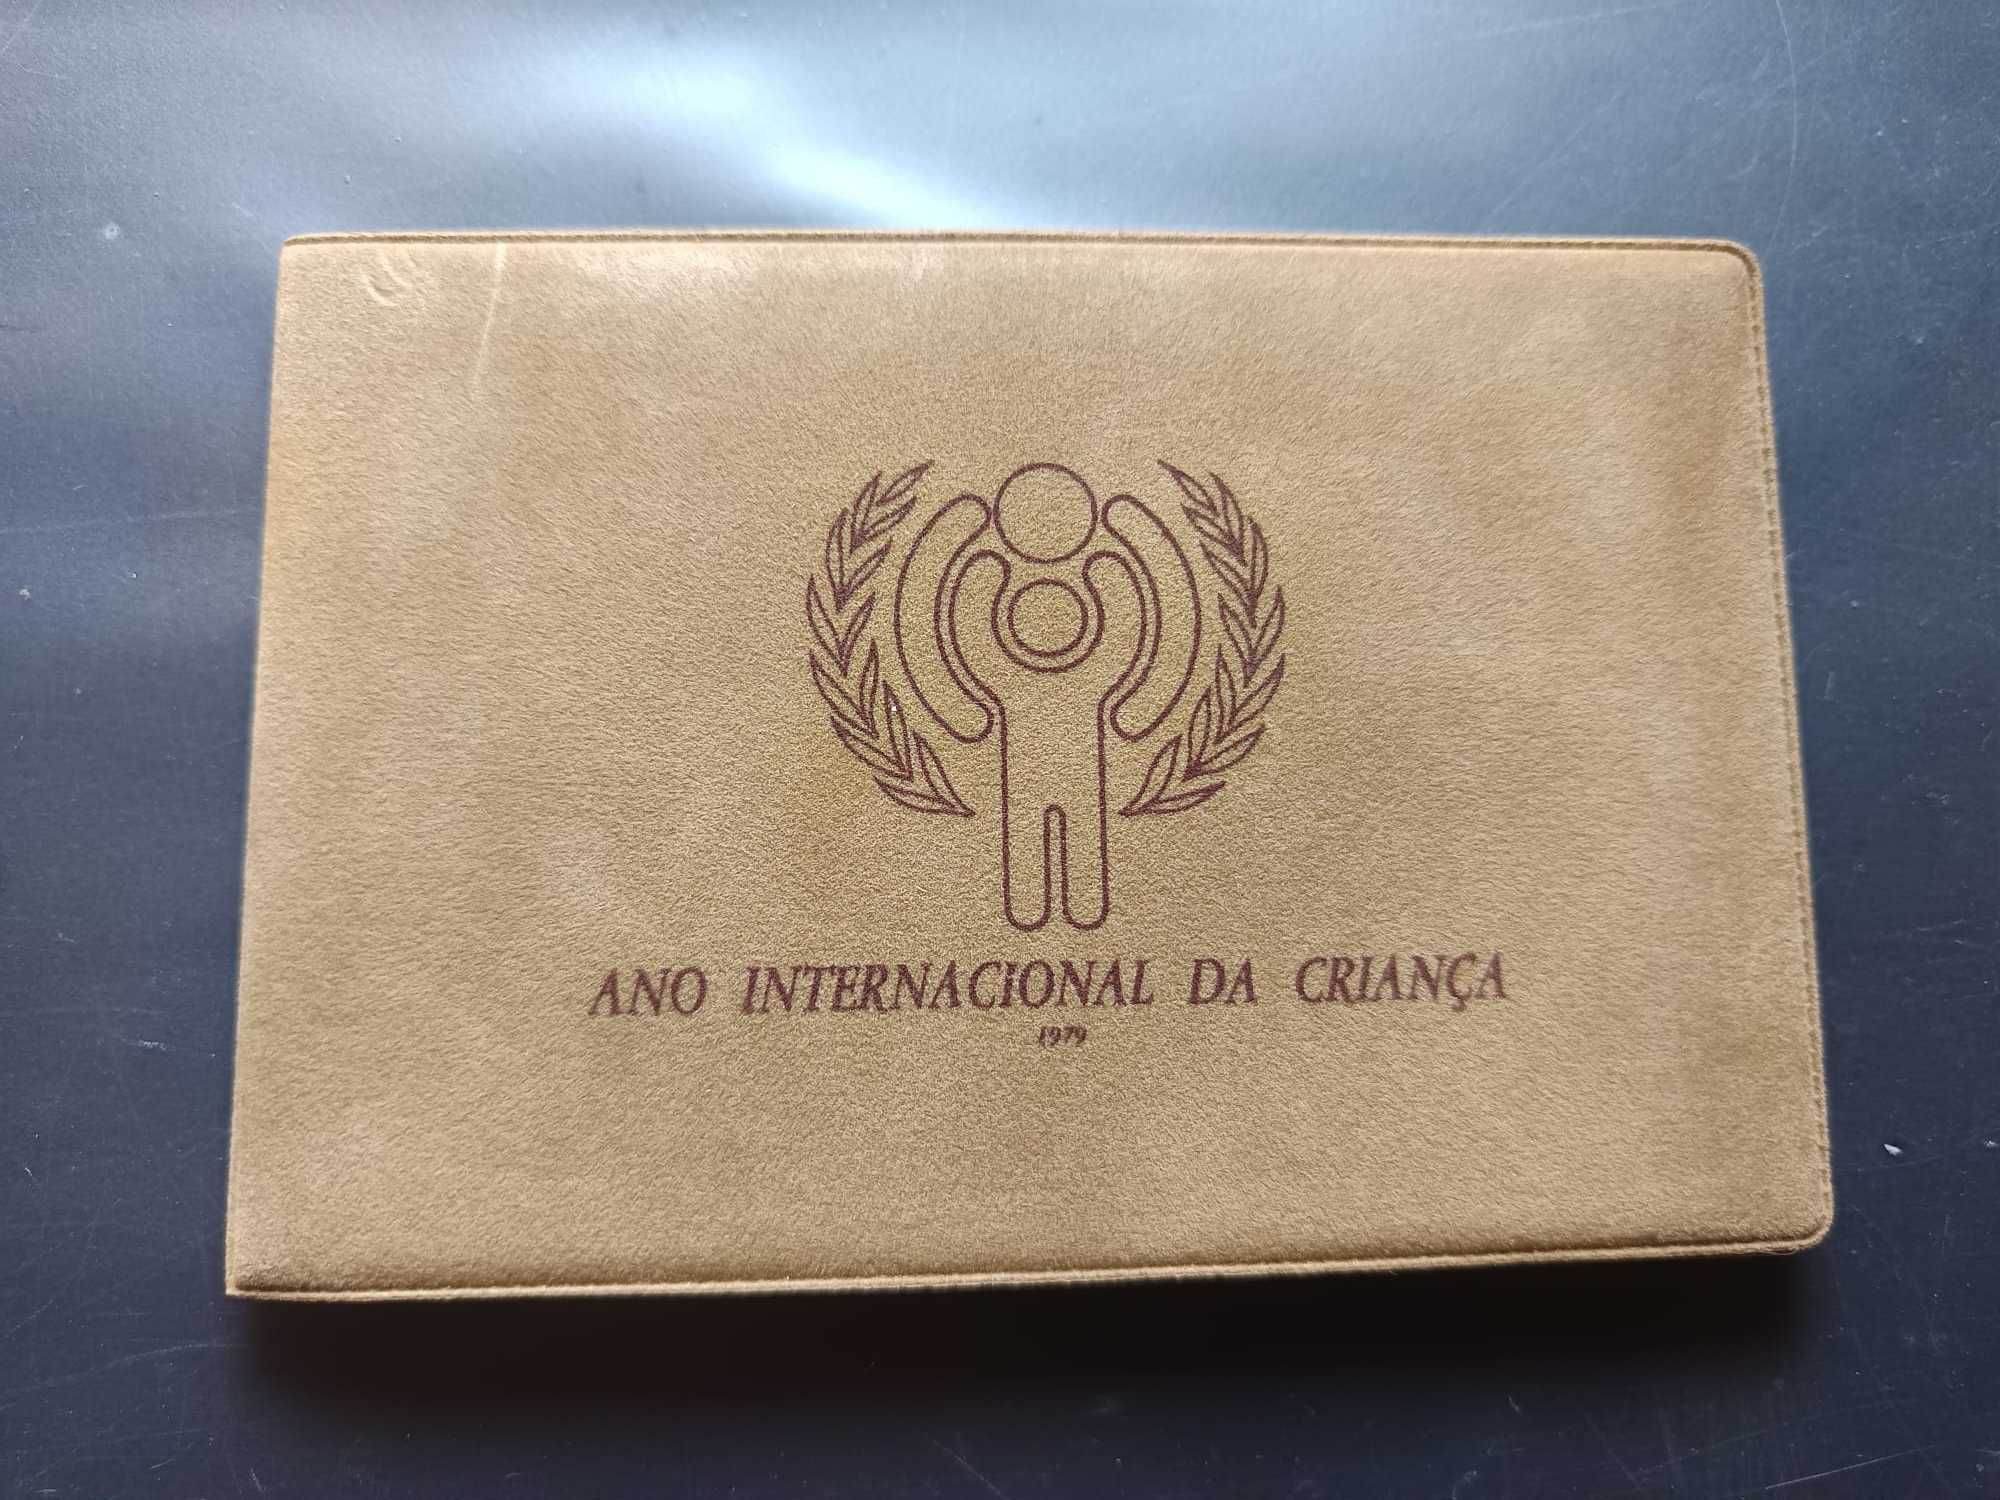 ANO INTERNACIONAL DA CRIANÇA
1979